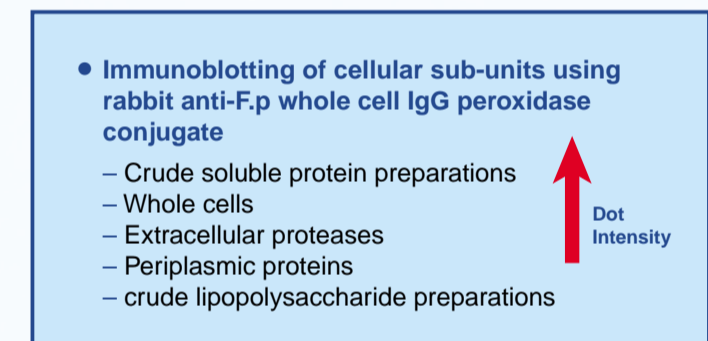 • Immunoblotting of cellular sub-units using
rabbit anti-F.p whole cell IgG peroxidase
conjugate
– Crude soluble protein preparations
– Whole cells
– Extracellular proteases
– Periplasmic proteins
– crude lipopolysaccharide preparations
Dot
Intensity